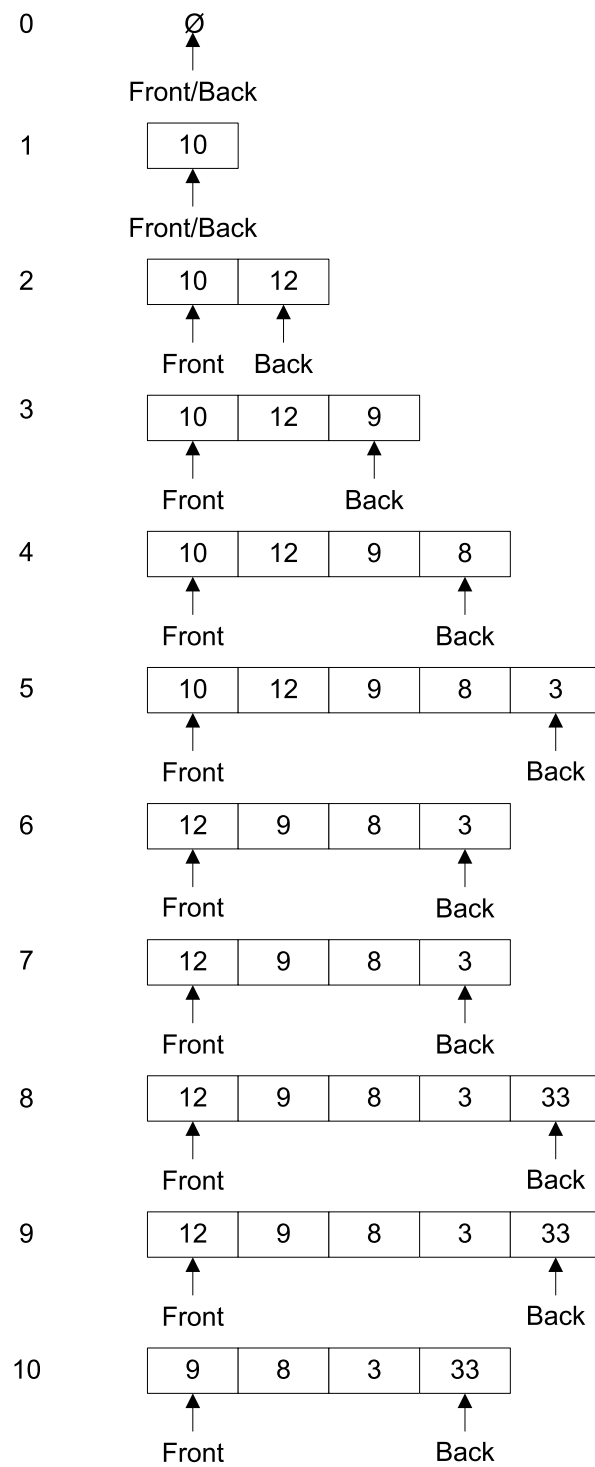 0 Ø
Front/Back
1 10
Front/Back
2 10 12
Front Back
3 10 12 9
Front Back
4 10 12 9 8
Front Back
5 10 12 9 8 3
Front Back
6 12 9 8 3
Front Back
7 12 9 8 3
Front Back
8 12 9 8 3 33
Front Back
9 12 9 8 3 33
Front Back
10 9 8 3 33
Front Back